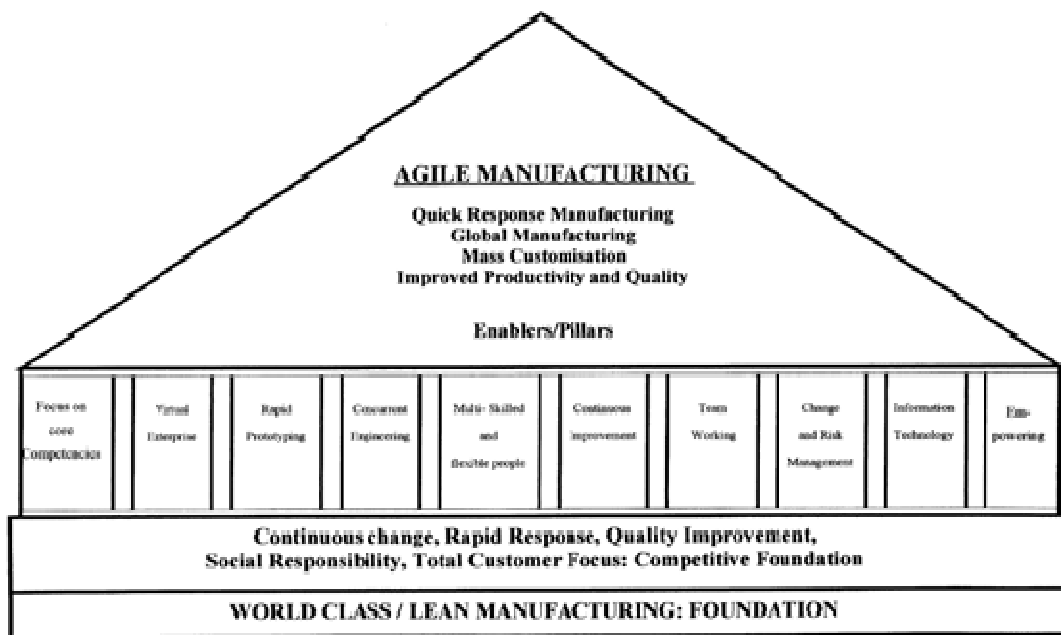 AGILE MANUFACTURING
Quick Response Manufacturing
Global Manufacturing
Mass Customisation
Improved Productivity and Quality
Enablers/Pillars
Focus on
core
Competencies
Virtual
Enterprise
Rapid
Prototyping
Concurrent
Engineering
Multi- Skilled
and
flexible people
Continuous
Improvement
Team
Working
Change
and Risk
Management
Information
Technology
Em-
powering
Continuous change, Rapid Response, Quality Improvement,
Social Responsibility, Total Customer Focus: Competitive Foundation
WORLD CLASS / LEAN MANUFACTURING: FOUNDATION